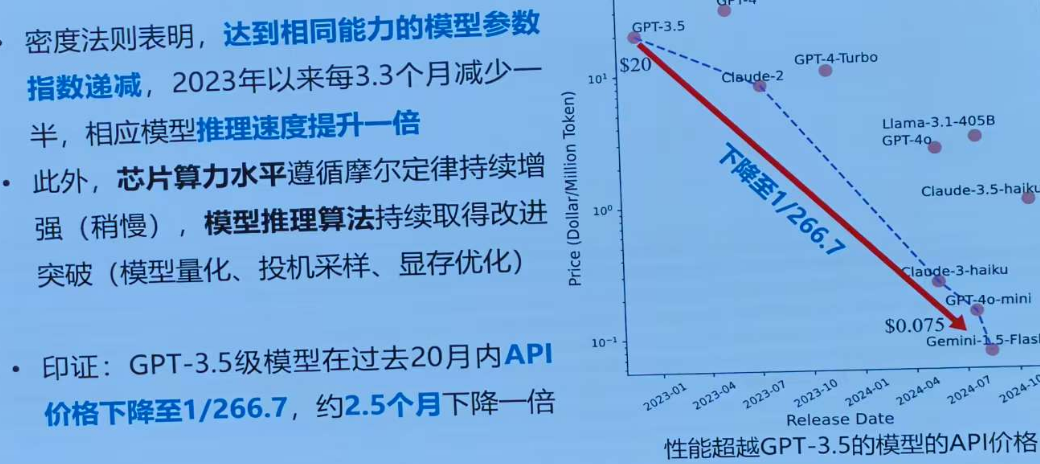 密度法则表明，达到相同能力的模型参数
指数递减，2023年以来每3.3个月减少一
半，相应模型推理速度提升一倍
此外，芯片算力水平遵循摩尔定律持续增
强（稍慢），模型推理算法持续取得改进
突破（模型量化、投机采样、显存优化）
印证：GPT-3.5级模型在过去20月内API
价格下降至1/266.7，约2.5个月下降一倍
GPT-4
GPT-3.5
$20
GPT-4-Turbo
Claude-2
10¹
Llama-3.1-405B
GPT-4o
下降至1/266.7
Claude-3.5-haiku
10⁰
Price (Dollar/Million Token)
Claude-3-haiku
GPT-4o-mini
$0.075
Gemini-1.5-Flash
10⁻¹
2023-01 2023-04 2023-07 2023-10 2024-01 2024-04 2024-07 2024-10
Release Date
性能超越GPT-3.5的模型的API价格